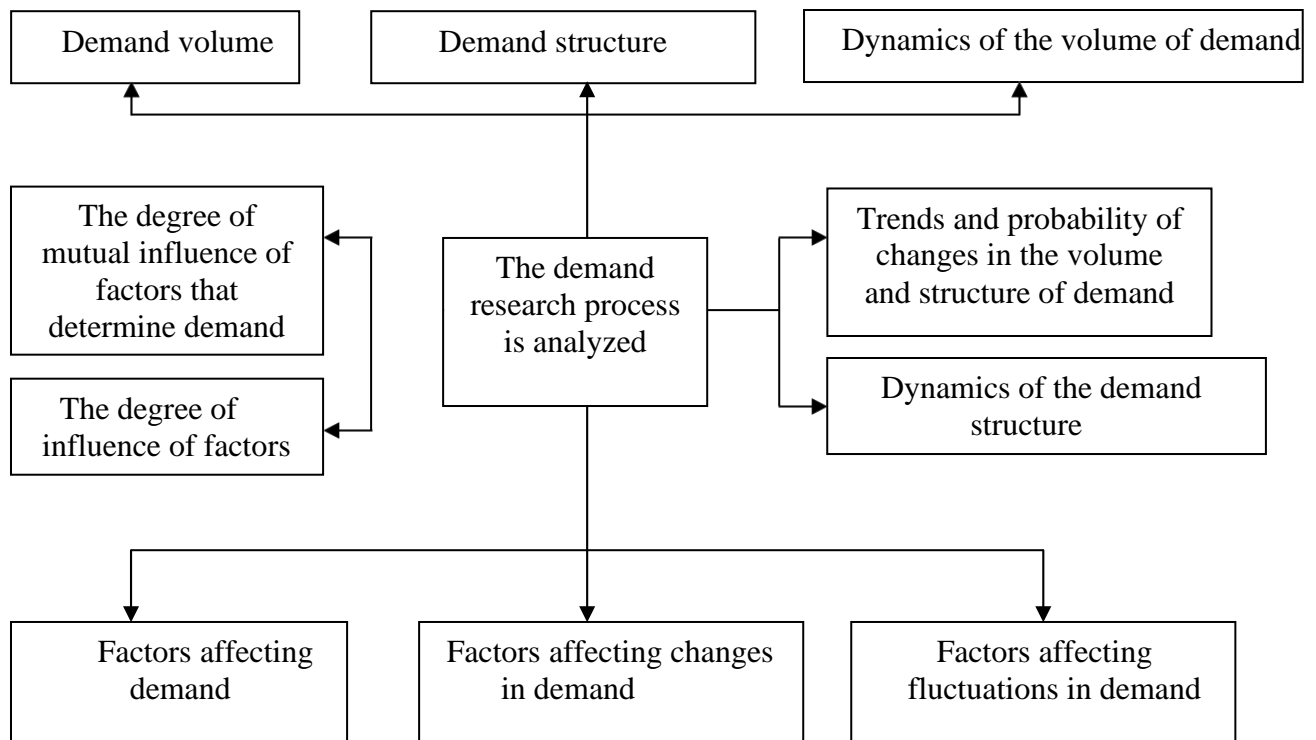 Demand volume
Demand structure
Dynamics of the volume of demand
The degree of
mutual influence of
factors that
determine demand
The demand
research process
is analyzed
Trends and probability of
changes in the volume
and structure of demand
The degree of
influence of factors
Dynamics of the demand
structure
Factors affecting
demand
Factors affecting changes
in demand
Factors affecting
fluctuations in demand